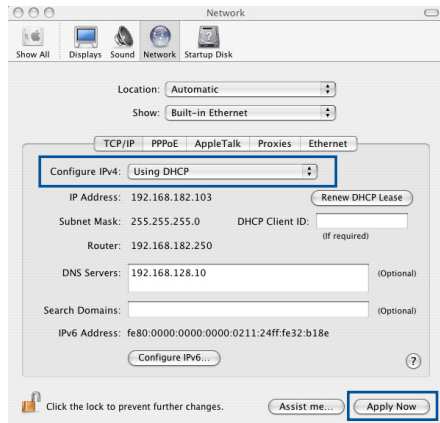 Network
Show All Displays Sound Network Startup Disk
Location: Automatic
Show: Built-in Ethernet
TCP/IP PPPoE AppleTalk Proxies Ethernet
Configure IPv4: Using DHCP
IP Address: 192.168.182.103 Renew DHCP Lease
Subnet Mask: 255.255.255.0 DHCP Client ID:
(If required)
Router: 192.168.182.250
DNS Servers: 192.168.128.10 (Optional)
Search Domains: (Optional)
IPv6 Address: fe80:0000:0000:0000:0211:24ff:fe32:b18e
Configure IPv6... ?
Click the lock to prevent further changes. Assist me... Apply Now